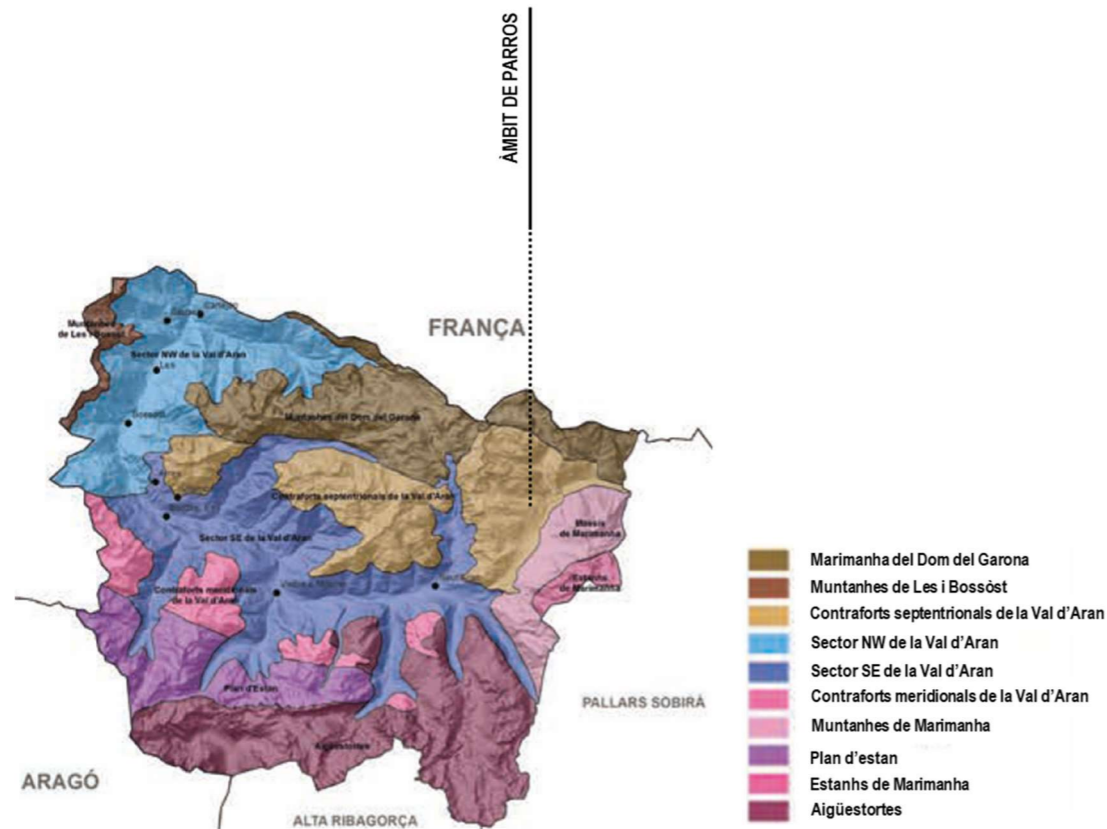 ÀMBIT DE PARROS
FRANÇA
Muntanhes
de Les i Bossost
Sector NW de la Val d'Aran
Les
Bossòst
Muntanhes del Dom del Garona
Contraforts septentrionals de la Val d'Aran
Massís
de Marimanha
Sector SE de la Val d'Aran
Estanhs
de Marimanha
Contraforts meridionals
de la Val d'Aran
Plan d'Estan
PALLARS SOBIRÀ
Aigüestortes
ARAGÓ
ALTA RIBAGORÇA
Marimanha del Dom del Garona
Muntanhes de Les i Bossòst
Contraforts septentrionals de la Val d'Aran
Sector NW de la Val d'Aran
Sector SE de la Val d'Aran
Contraforts meridionals de la Val d'Aran
Muntanhes de Marimanha
Plan d'estan
Estanhs de Marimanha
Aigüestortes